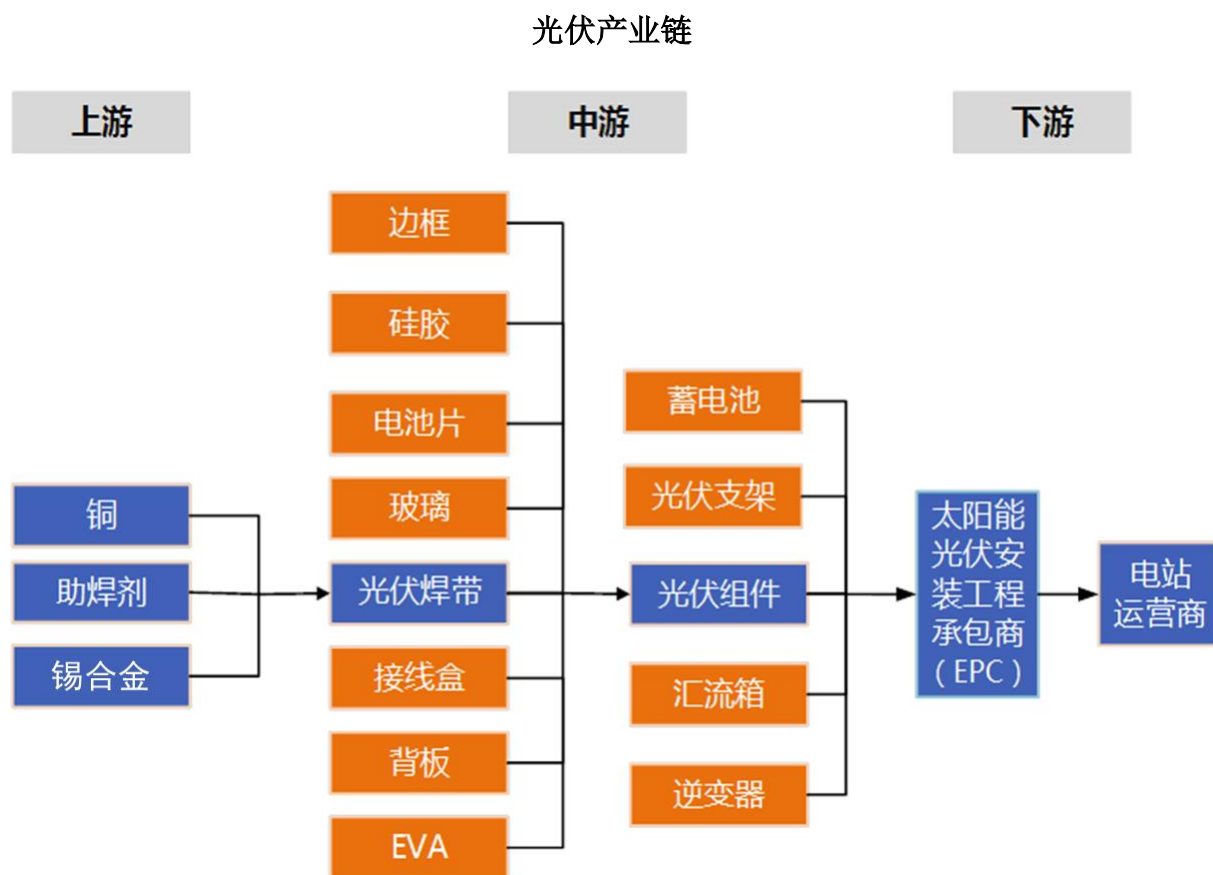 光伏产业链
上游
中游
下游
边框
硅胶
电池片
玻璃
光伏焊带
接线盒
背板
EVA
铜
助焊剂
锡合金
蓄电池
光伏支架
光伏组件
汇流箱
逆变器
太阳能
光伏安
装工程
承包商
（EPC）
电站
运营商